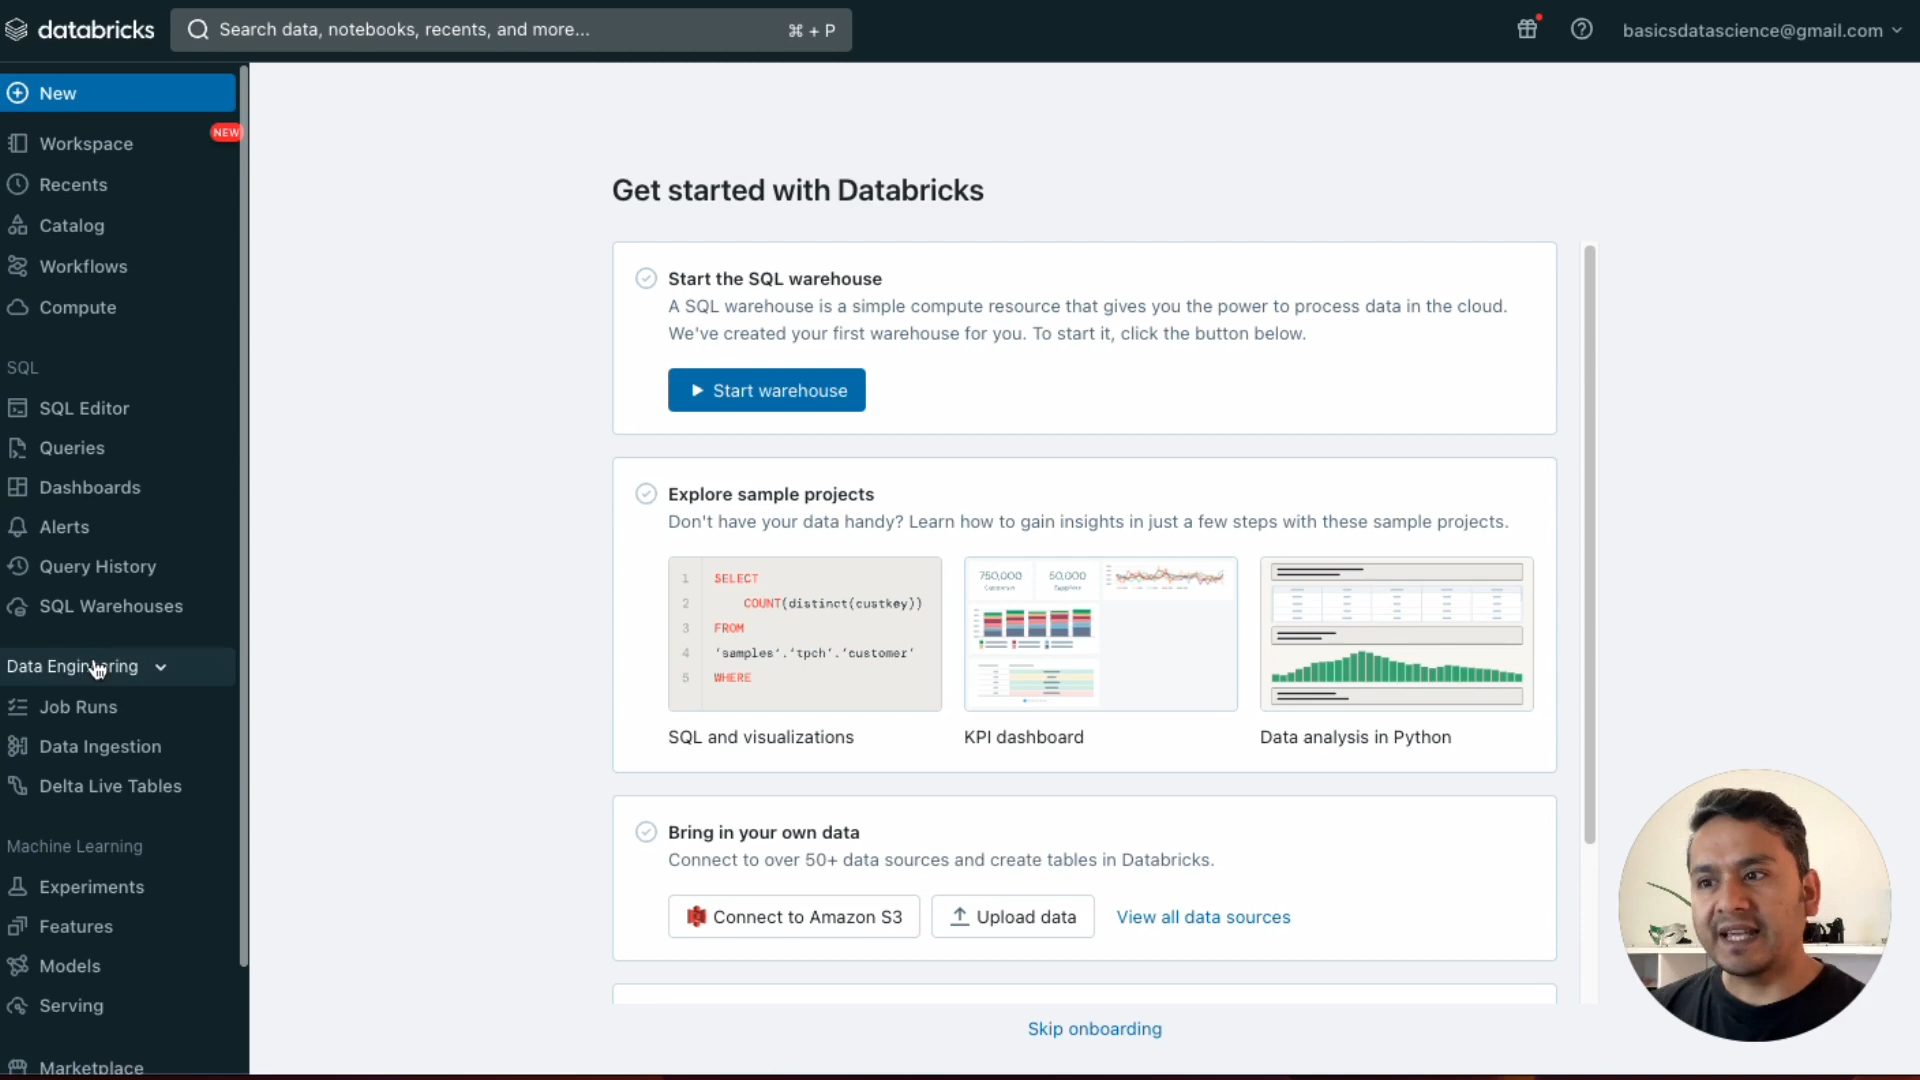 databricks
Search data, notebooks, recents, and more...
⌘ + P
basicsdatascience@gmail.com
New
Workspace
NEW
Recents
Catalog
Workflows
Compute
SQL
SQL Editor
Queries
Dashboards
Alerts
Query History
SQL Warehouses
Data Engineering
Job Runs
Data Ingestion
Delta Live Tables
Machine Learning
Experiments
Features
Models
Serving
Marketplace
Get started with Databricks
Start the SQL warehouse
A SQL warehouse is a simple compute resource that gives you the power to process data in the cloud.
We've created your first warehouse for you. To start it, click the button below.
Start warehouse
Explore sample projects
Don't have your data handy? Learn how to gain insights in just a few steps with these sample projects.
1 SELECT
2 COUNT(distinct(custkey))
3 FROM
4 'samples'.'tpch'.'customer'
5 WHERE
750,000
50,000
SQL and visualizations
KPI dashboard
Data analysis in Python
Bring in your own data
Connect to over 50+ data sources and create tables in Databricks.
Connect to Amazon S3
Upload data
View all data sources
Skip onboarding